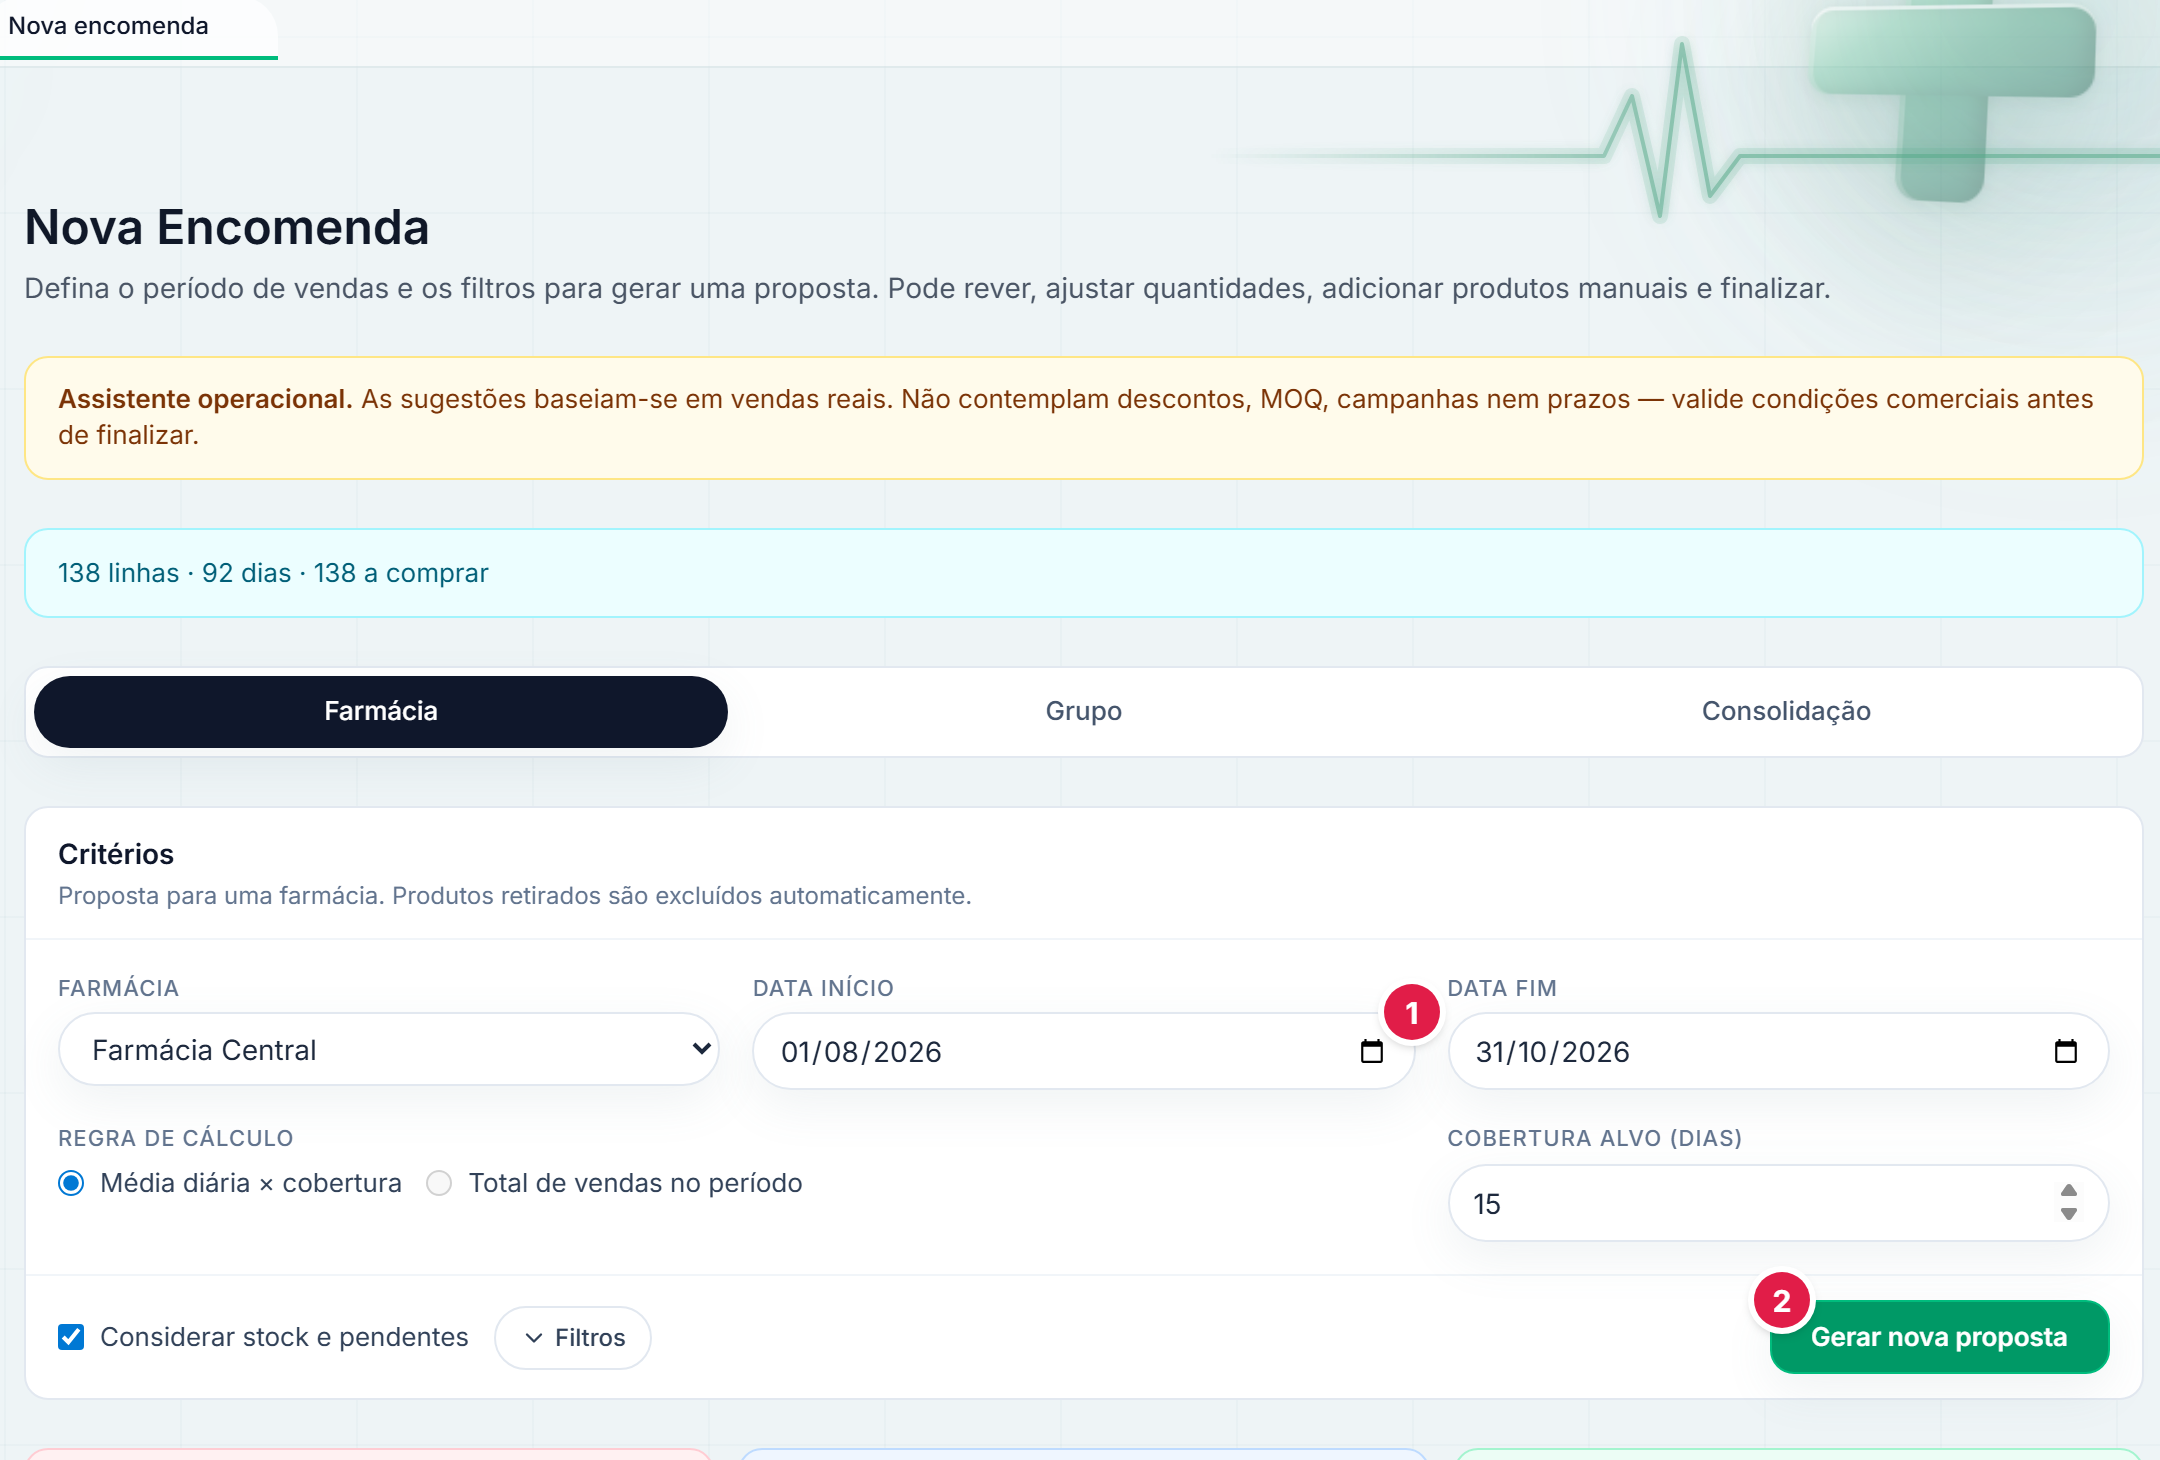 Nova encomenda
Nova Encomenda
Defina o período de vendas e os filtros para gerar uma proposta. Pode rever, ajustar quantidades, adicionar produtos manuais e finalizar.
Assistente operacional. As sugestões baseiam-se em vendas reais. Não contemplam descontos, MOQ, campanhas nem prazos — valide condições comerciais antes
de finalizar.
138 linhas · 92 dias · 138 a comprar
Farmácia
Grupo
Consolidação
Critérios
Proposta para uma farmácia. Produtos retirados são excluídos automaticamente.
FARMÁCIA
Farmácia Central
DATA INÍCIO
01/08/2026
1
DATA FIM
31/10/2026
REGRA DE CÁLCULO
Média diária × cobertura
Total de vendas no período
COBERTURA ALVO (DIAS)
15
Considerar stock e pendentes
Filtros
2
Gerar nova proposta